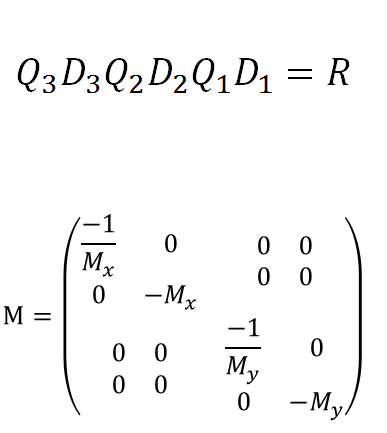 Q₃D₃Q₂D₂Q₁D₁ = R
−1
0 0 0
Mₓ
0 0
0 −Mₓ
M =
−1
0 0 0
M_y
0 0
0 −M_y